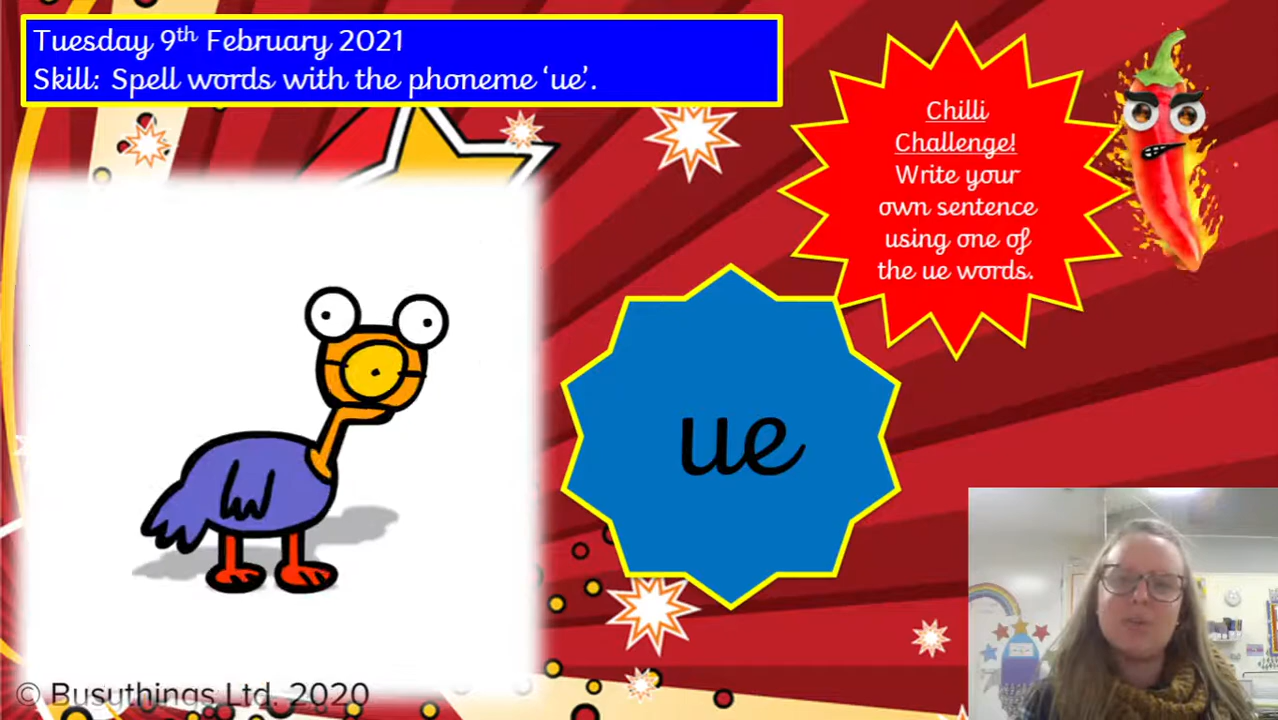 Tuesday 9th February 2021
Skill: Spell words with the phoneme ‘ue’.
Chilli
Challenge!
Write your
own sentence
using one of
the ue words.
ue
© Busythings Ltd. 2020